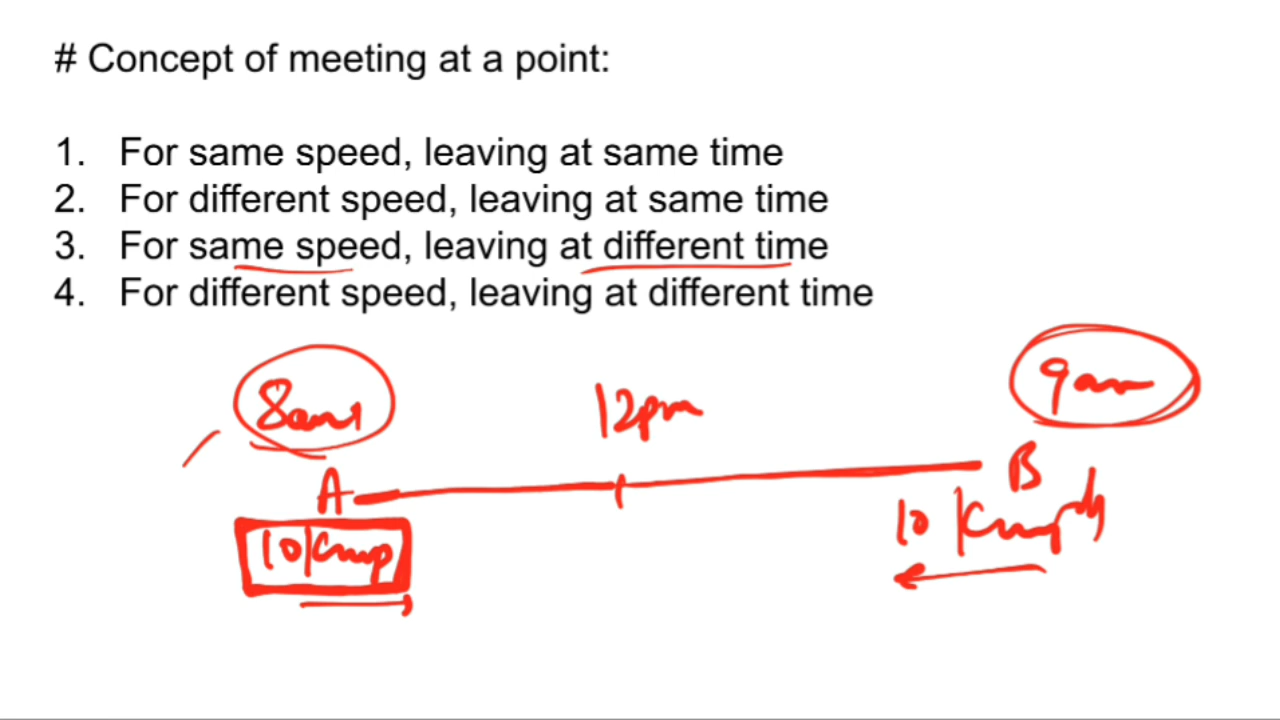 # Concept of meeting at a point:
1. For same speed, leaving at same time
2. For different speed, leaving at same time
3. For same speed, leaving at different time
4. For different speed, leaving at different time
8am 12pm 9am
A B
10 Kmp 10 Kmph